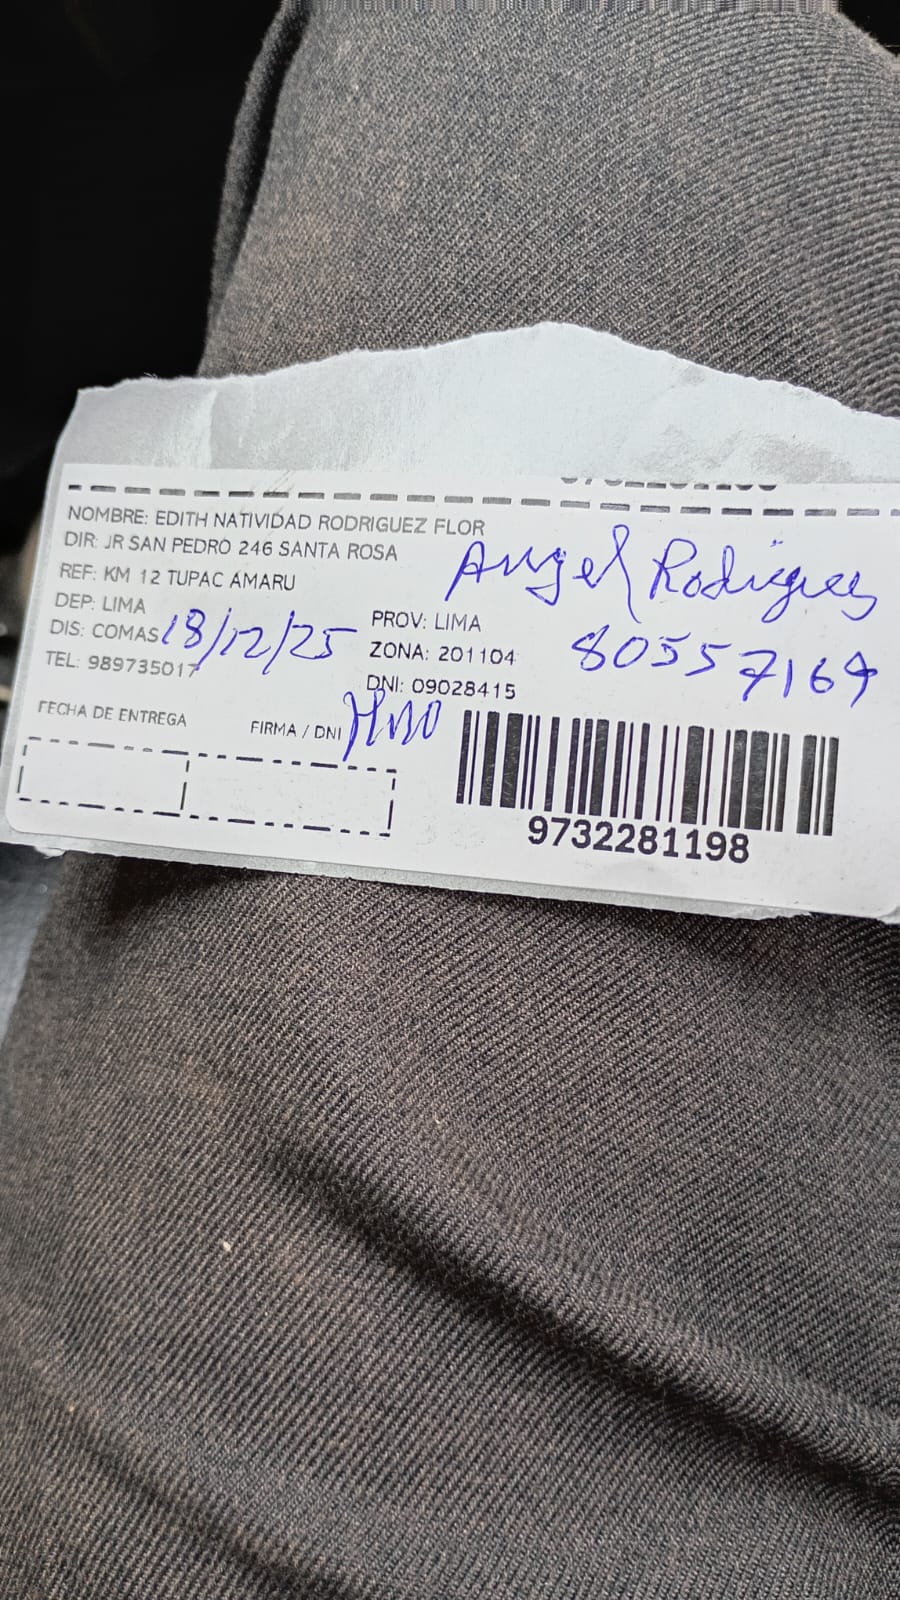 NOMBRE: EDITH NATIVIDAD RODRIGUEZ FLOR
DIR: JR SAN PEDRO 246 SANTA ROSA
Angel Rodriguez
REF: KM 12 TUPAC AMARU
DEP: LIMA
PROV: LIMA
DIS: COMAS 18/12/25
ZONA: 201104
80557169
TEL: 989735017
DNI: 09028415
FECHA DE ENTREGA
FIRMA / DNI HNO
9732281198